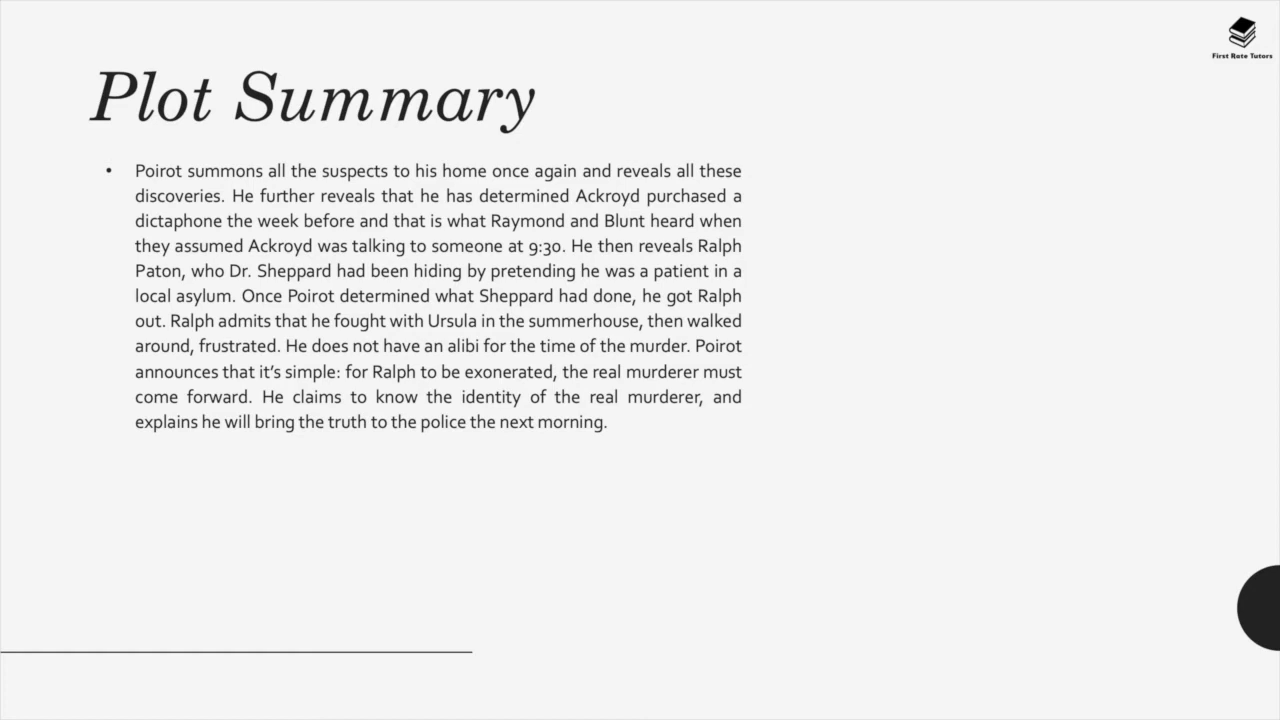 First Rate Tutors
Plot Summary
• Poirot summons all the suspects to his home once again and reveals all these
discoveries. He further reveals that he has determined Ackroyd purchased a
dictaphone the week before and that is what Raymond and Blunt heard when
they assumed Ackroyd was talking to someone at 9:30. He then reveals Ralph
Paton, who Dr. Sheppard had been hiding by pretending he was a patient in a
local asylum. Once Poirot determined what Sheppard had done, he got Ralph
out. Ralph admits that he fought with Ursula in the summerhouse, then walked
around, frustrated. He does not have an alibi for the time of the murder. Poirot
announces that it’s simple: for Ralph to be exonerated, the real murderer must
come forward. He claims to know the identity of the real murderer, and
explains he will bring the truth to the police the next morning.